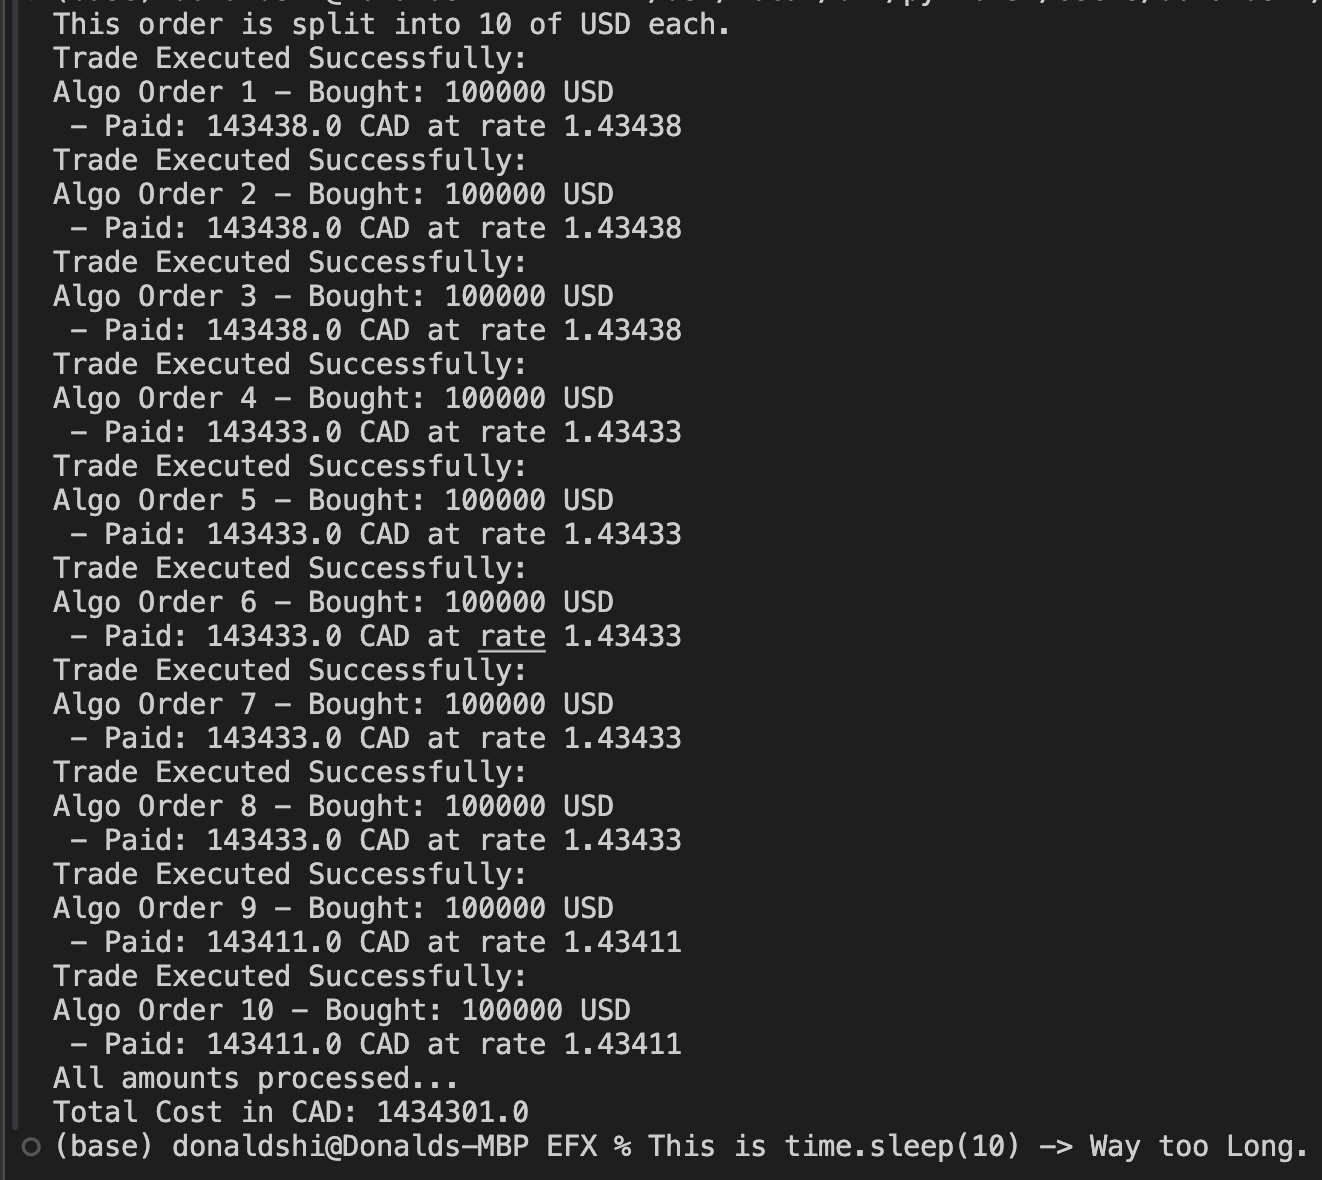 This order is split into 10 of USD each.
Trade Executed Successfully:
Algo Order 1 – Bought: 100000 USD
 – Paid: 143438.0 CAD at rate 1.43438
Trade Executed Successfully:
Algo Order 2 – Bought: 100000 USD
 – Paid: 143438.0 CAD at rate 1.43438
Trade Executed Successfully:
Algo Order 3 – Bought: 100000 USD
 – Paid: 143438.0 CAD at rate 1.43438
Trade Executed Successfully:
Algo Order 4 – Bought: 100000 USD
 – Paid: 143433.0 CAD at rate 1.43433
Trade Executed Successfully:
Algo Order 5 – Bought: 100000 USD
 – Paid: 143433.0 CAD at rate 1.43433
Trade Executed Successfully:
Algo Order 6 – Bought: 100000 USD
 – Paid: 143433.0 CAD at rate 1.43433
Trade Executed Successfully:
Algo Order 7 – Bought: 100000 USD
 – Paid: 143433.0 CAD at rate 1.43433
Trade Executed Successfully:
Algo Order 8 – Bought: 100000 USD
 – Paid: 143433.0 CAD at rate 1.43433
Trade Executed Successfully:
Algo Order 9 – Bought: 100000 USD
 – Paid: 143411.0 CAD at rate 1.43411
Trade Executed Successfully:
Algo Order 10 – Bought: 100000 USD
 – Paid: 143411.0 CAD at rate 1.43411
All amounts processed...
Total Cost in CAD: 1434301.0
(base) donaldshi@Donalds-MBP EFX % This is time.sleep(10) -> Way too Long.